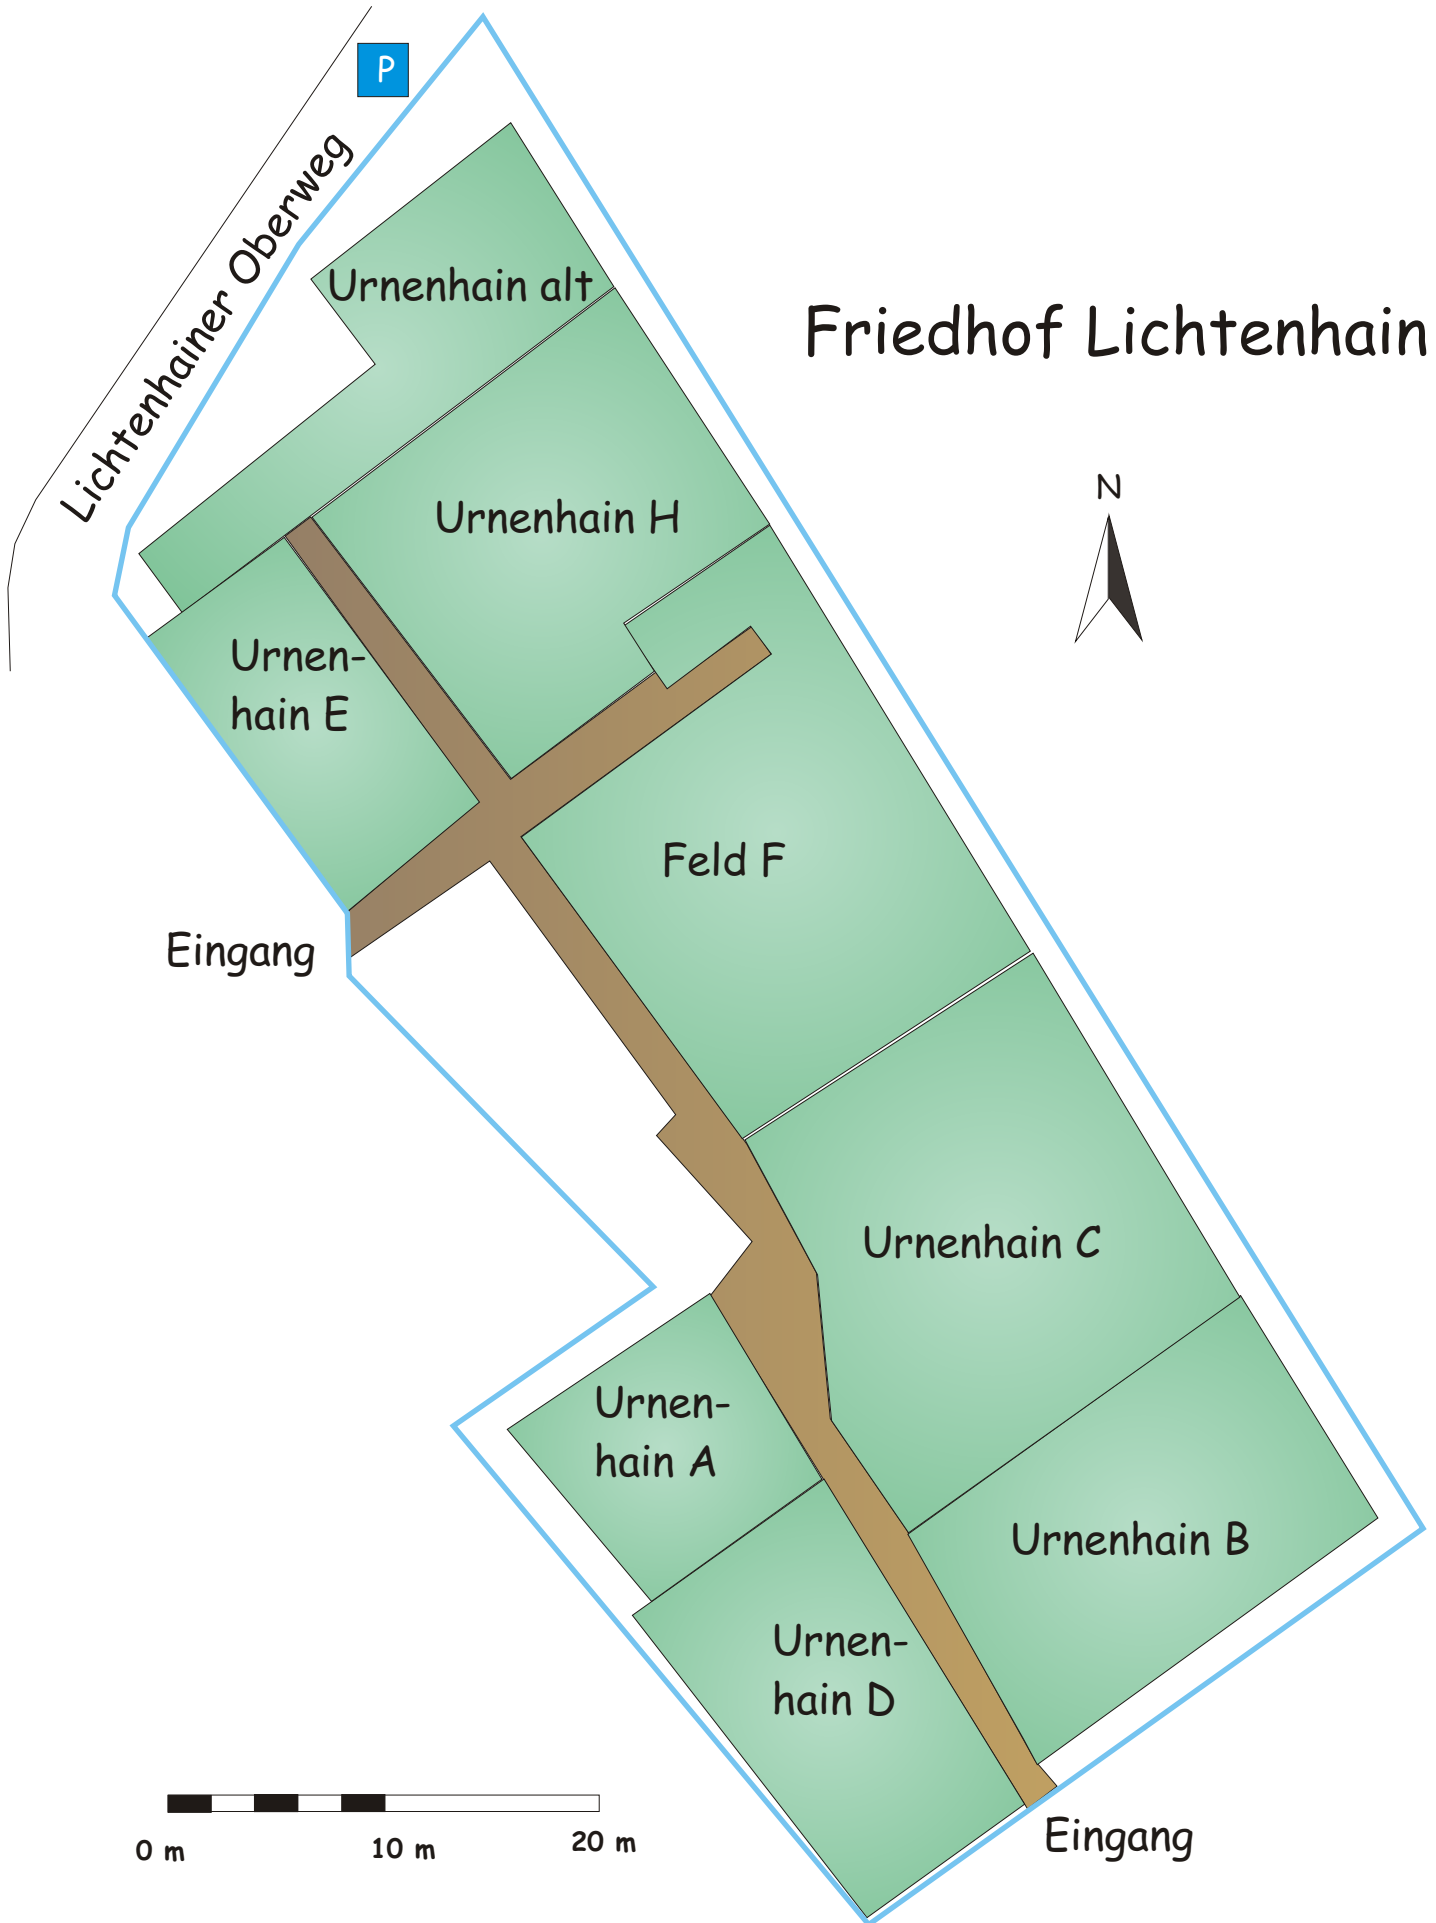 P
Lichtenhainer Oberweg
Urnenhain alt
Friedhof Lichtenhain
N
Urnenhain H
Urnen-
hain E
Feld F
Eingang
Urnenhain C
Urnen-
hain A
Urnenhain B
Urnen-
hain D
Eingang
0 m 10 m 20 m